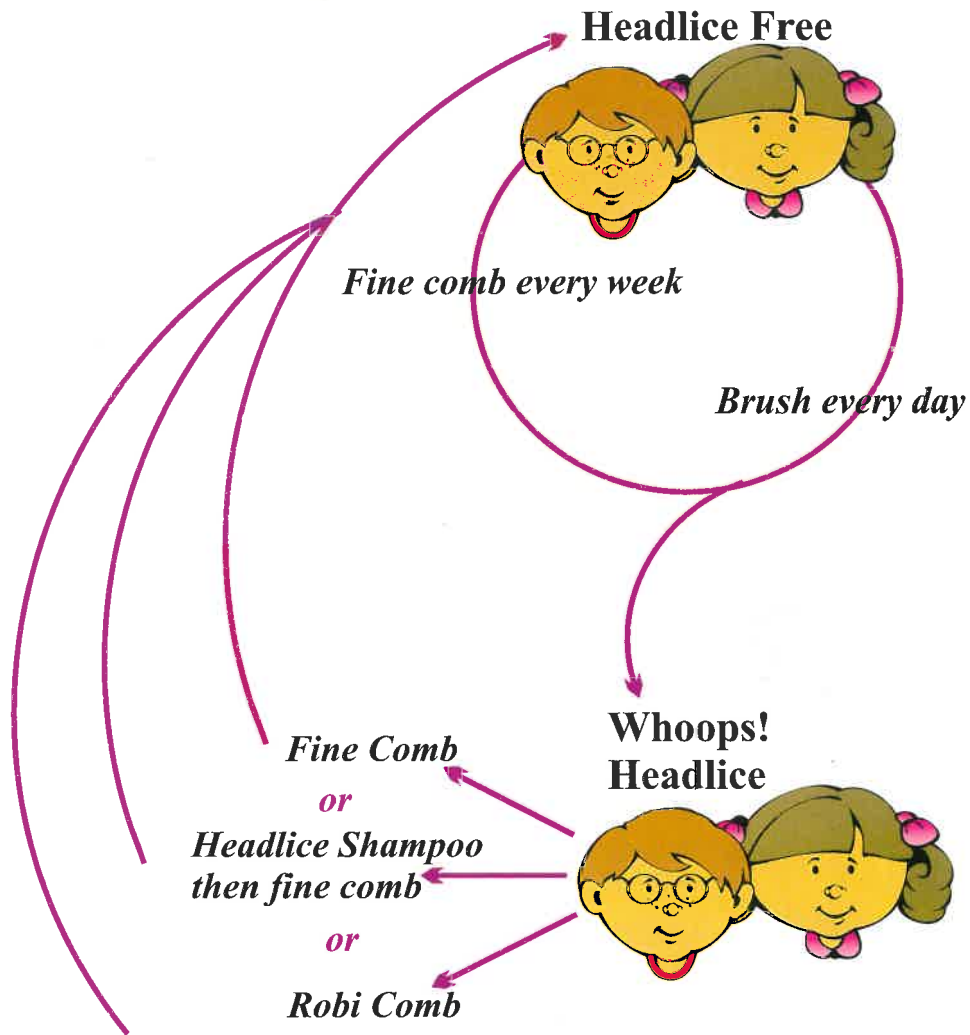 Headlice Free
Fine comb every week
Brush every day
Whoops!
Headlice
Fine Comb
or
Headlice Shampoo
then fine comb
or
Robi Comb